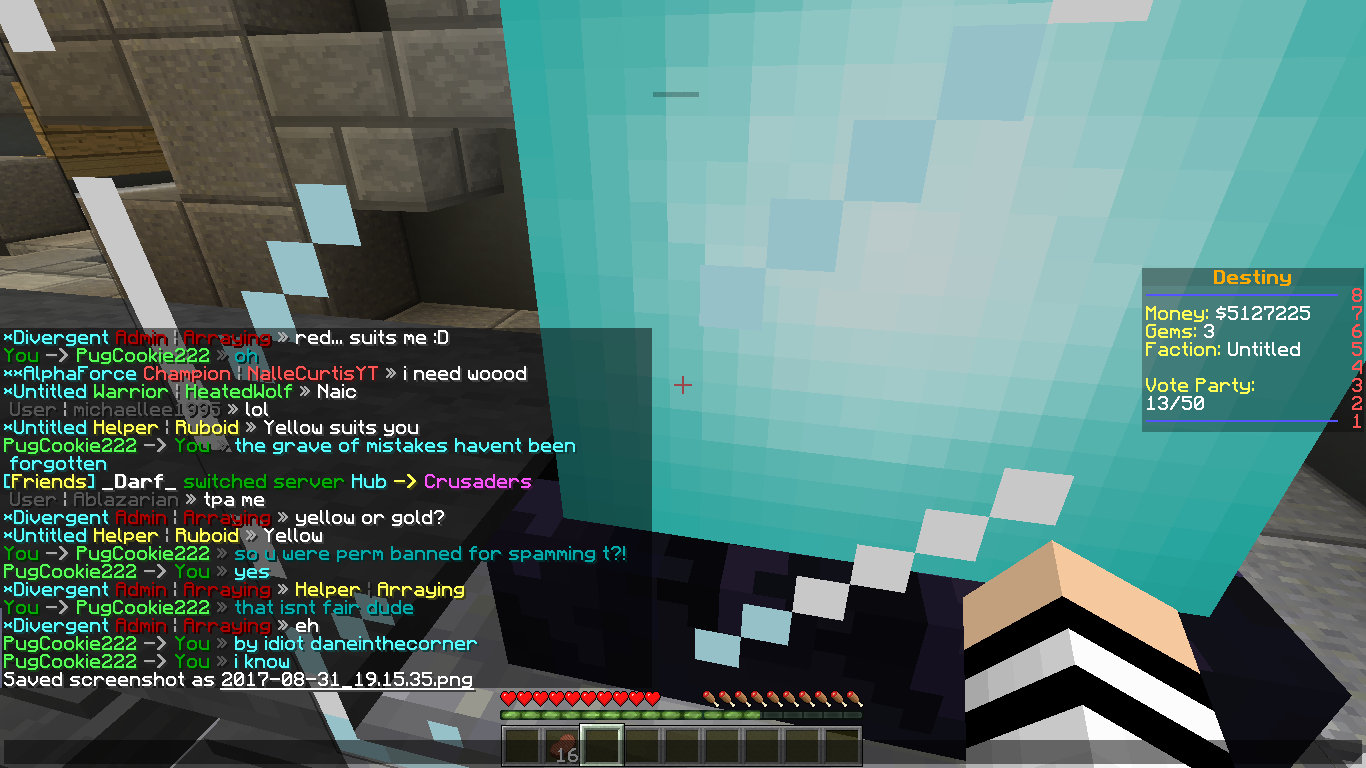 ×Divergent Admin ¦ Arraying » red... suits me :D
You -> PugCookie222 » oh
××AlphaForce Champion ¦ NalleCurtisYT » i need woood
×Untitled Warrior ¦ HeatedWolf » Naic
User ¦ michaellee1995 » lol
×Untitled Helper ¦ Ruboid » Yellow suits you
PugCookie222 -> You » the grave of mistakes havent been
forgotten
[Friends] _Darf_ switched server Hub -> Crusaders
User ¦ Ablazarian » tpa me
×Divergent Admin ¦ Arraying » yellow or gold?
×Untitled Helper ¦ Ruboid » Yellow
You -> PugCookie222 » so u were perm banned for spamming t?!
PugCookie222 -> You » yes
×Divergent Admin ¦ Arraying » Helper ¦ Arraying
You -> PugCookie222 » that isnt fair dude
×Divergent Admin ¦ Arraying » eh
PugCookie222 -> You » by idiot daneinthecorner
PugCookie222 -> You » i know
Saved screenshot as 2017-08-31_19.15.35.png
Destiny
8
Money: $5127225 7
Gems: 3 6
Faction: Untitled 5
4
Vote Party: 3
13/50 2
1
16